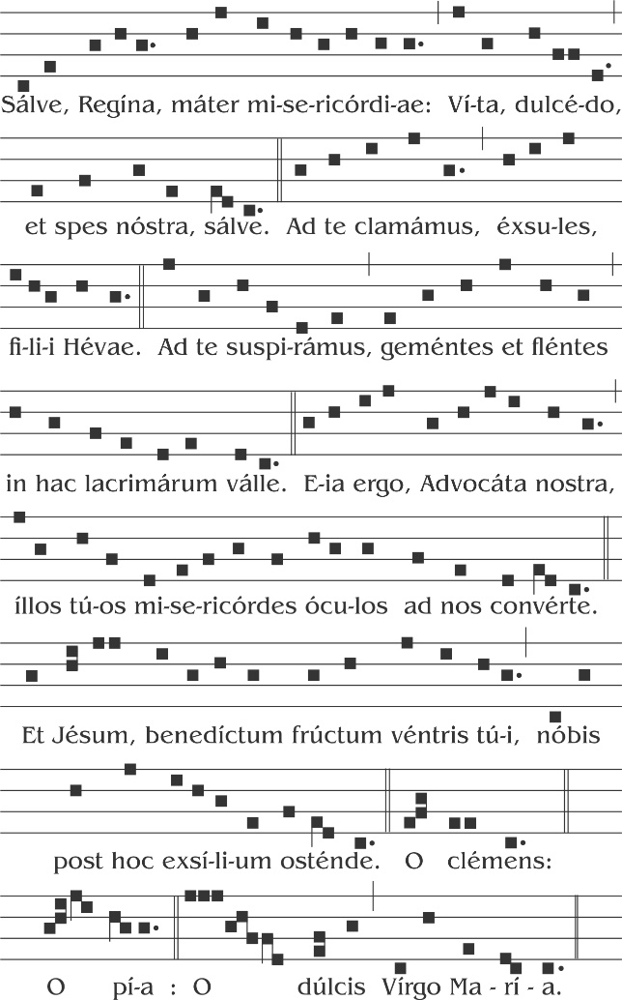 Sálve, Regína, máter mi-se-ricórdi-ae: Ví-ta, dulcé-do,
et spes nóstra, sálve. Ad te clamámus, éxsu-les,
fi-li-i Hévae. Ad te suspi-rámus, geméntes et fléntes
in hac lacrimárum válle. E-ia ergo, Advocáta nostra,
íllos tú-os mi-se-ricórdes ócu-los ad nos convérte.
Et Jésum, benedíctum frúctum véntris tú-i, nóbis
post hoc exsí-li-um osténde. O clémens:
O pí-a : O dúlcis Vírgo Ma - rí - a.